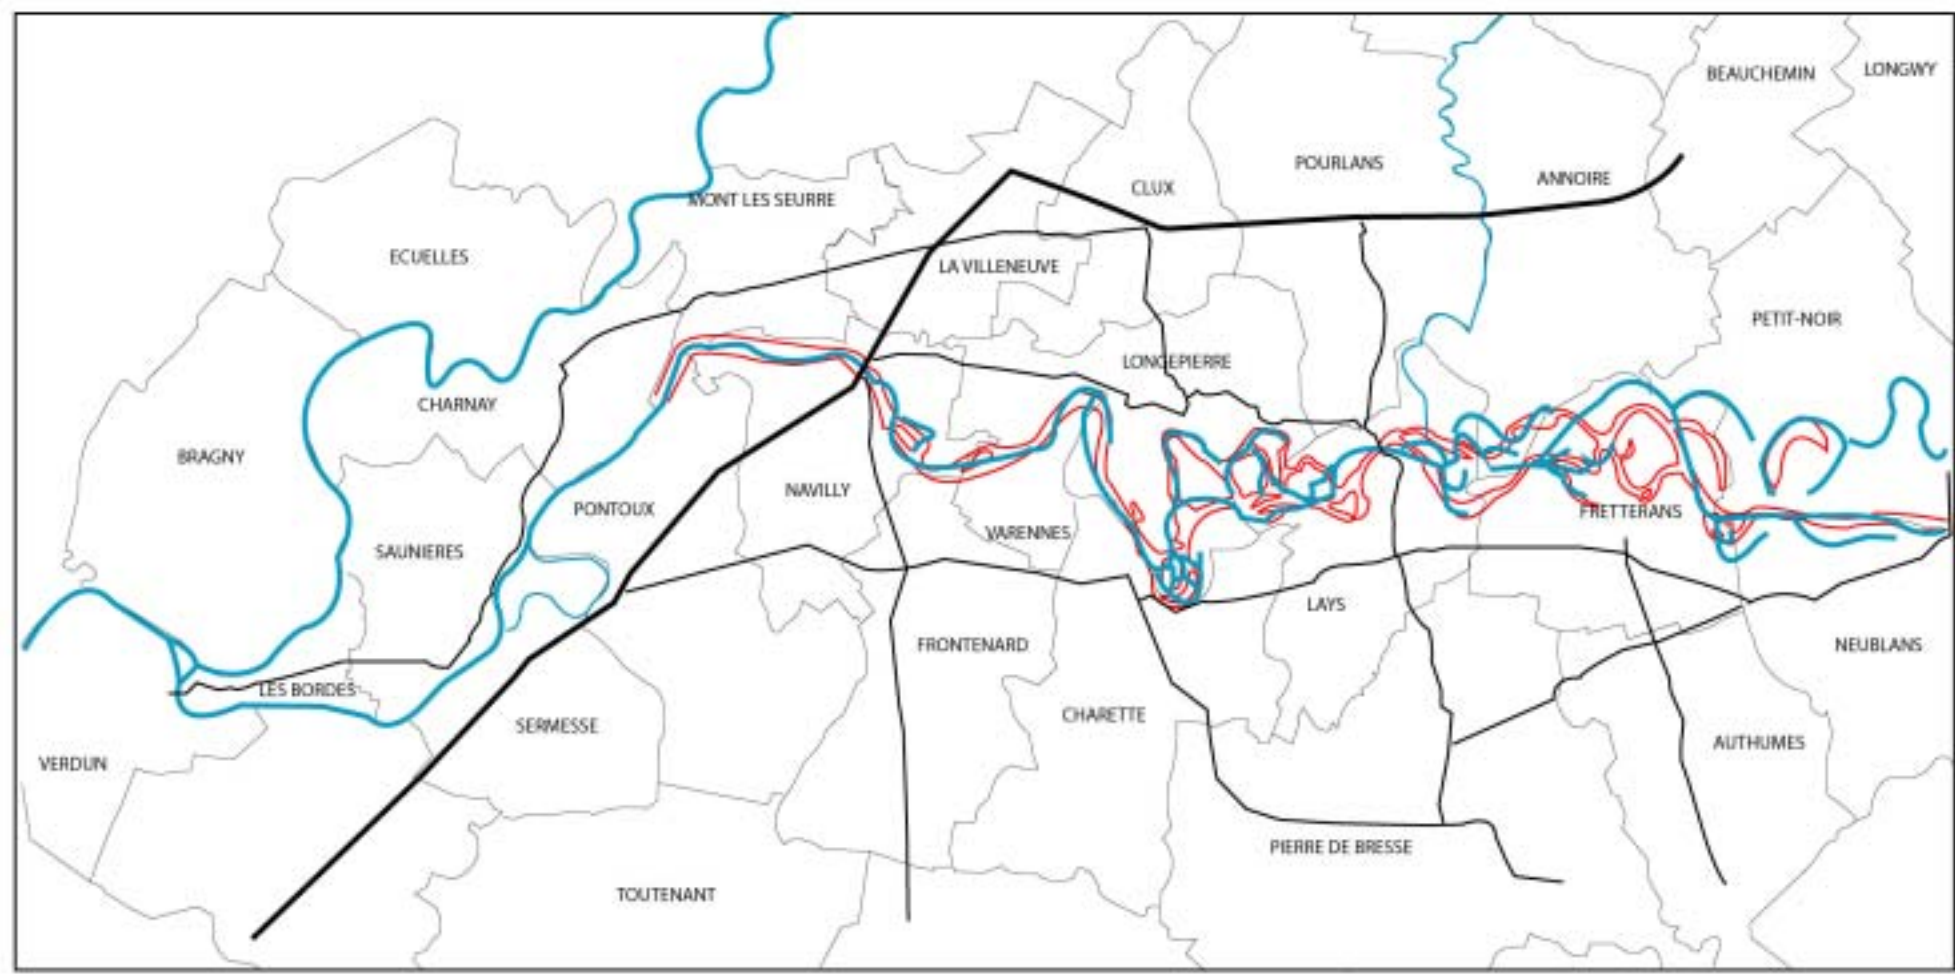 LONGWY
BEAUCHEMIN
POURLANS
ANNOIRE
CLUX
MONT LES SEURRE
ECUELLES
LA VILLENEUVE
PETIT-NOIR
LONGEPIERRE
CHARNAY
BRAGNY
NAVILLY
PONTOUX
FRETTERANS
VARENNES
SAUNIERES
LAYS
FRONTENARD
NEUBLANS
LES BORDES
CHARETTE
SERMESSE
AUTHUMES
VERDUN
PIERRE DE BRESSE
TOUTENANT